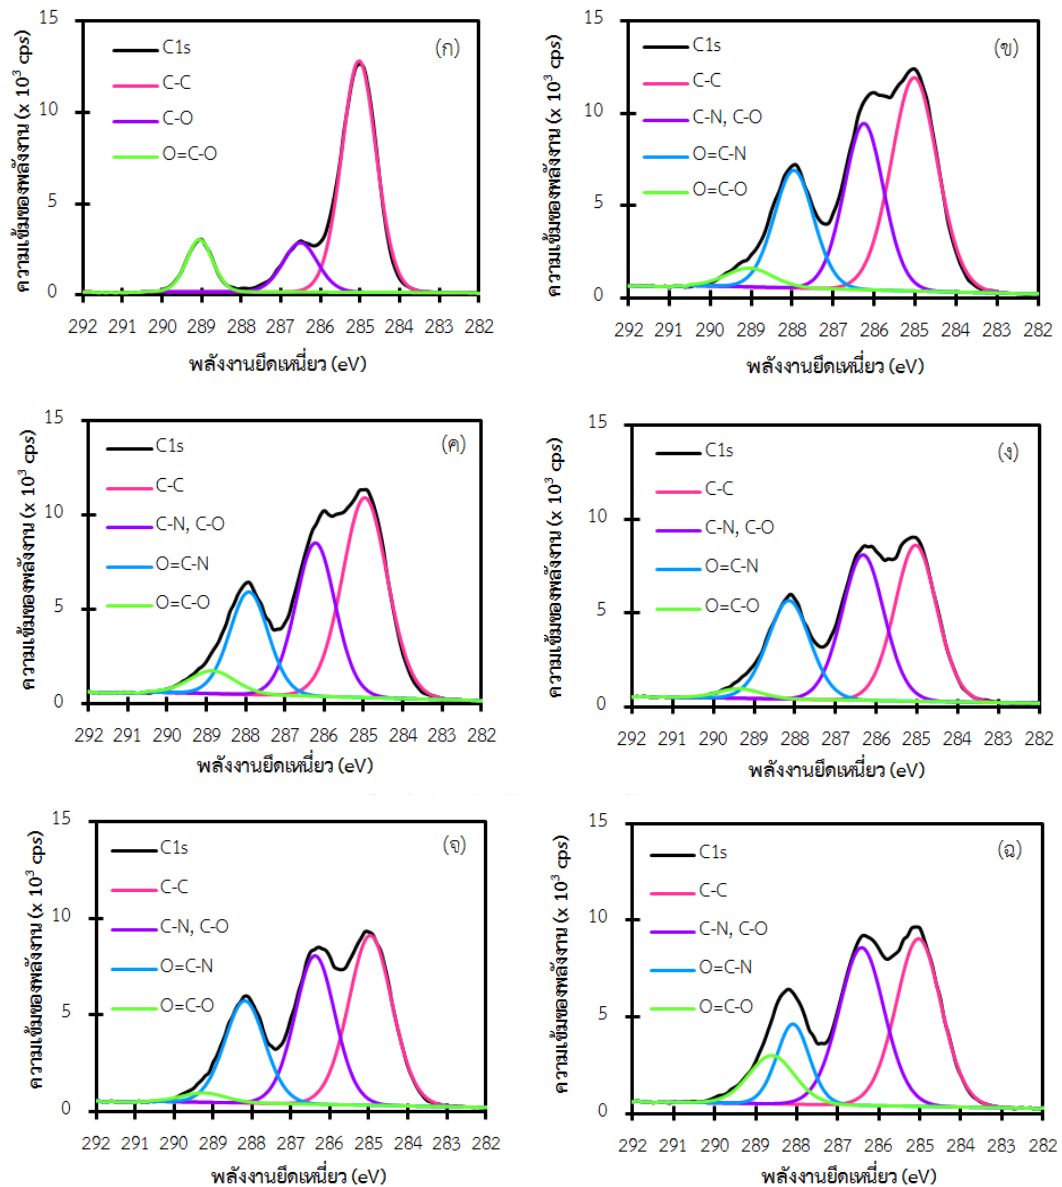 ความเข้มของพลังงาน (x 10³ cps)
15
10
5
0
C1s
C-C
C-O
O=C-O
(ก)
292 291 290 289 288 287 286 285 284 283 282
พลังงานยึดเหนี่ยว (eV)
ความเข้มของพลังงาน (x 10³ cps)
15
10
5
0
C1s
C-C
C-N, C-O
O=C-N
O=C-O
(ข)
292 291 290 289 288 287 286 285 284 283 282
พลังงานยึดเหนี่ยว (eV)
ความเข้มของพลังงาน (x 10³ cps)
15
10
5
0
C1s
C-C
C-N, C-O
O=C-N
O=C-O
(ค)
292 291 290 289 288 287 286 285 284 283 282
พลังงานยึดเหนี่ยว (eV)
ความเข้มของพลังงาน (x 10³ cps)
15
10
5
0
C1s
C-C
C-N, C-O
O=C-N
O=C-O
(ง)
292 291 290 289 288 287 286 285 284 283 282
พลังงานยึดเหนี่ยว (eV)
ความเข้มของพลังงาน (x 10³ cps)
15
10
5
0
C1s
C-C
C-N, C-O
O=C-N
O=C-O
(จ)
292 291 290 289 288 287 286 285 284 283 282
พลังงานยึดเหนี่ยว (eV)
ความเข้มของพลังงาน (x 10³ cps)
15
10
5
0
C1s
C-C
C-N, C-O
O=C-N
O=C-O
(ฉ)
292 291 290 289 288 287 286 285 284 283 282
พลังงานยึดเหนี่ยว (eV)